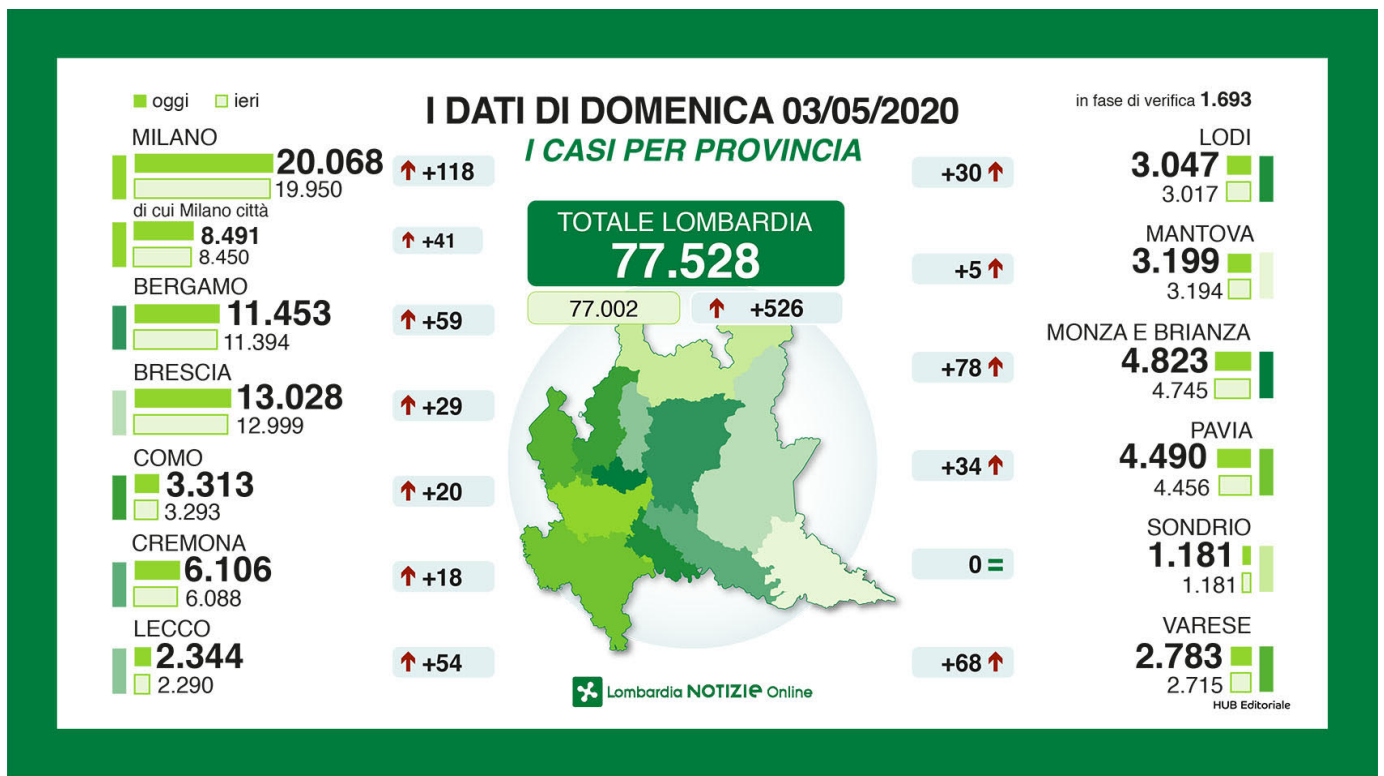 oggi ieri
I DATI DI DOMENICA 03/05/2020
I CASI PER PROVINCIA
in fase di verifica 1.693
TOTALE LOMBARDIA
77.528
77.002 +526
MILANO
20.068 +118
19.950
di cui Milano città
8.491 +41
8.450
BERGAMO
11.453 +59
11.394
BRESCIA
13.028 +29
12.999
COMO
3.313 +20
3.293
CREMONA
6.106 +18
6.088
LECCO
2.344 +54
2.290
LODI
+30 3.047
3.017
MANTOVA
+5 3.199
3.194
MONZA E BRIANZA
+78 4.823
4.745
PAVIA
+34 4.490
4.456
SONDRIO
0 = 1.181
1.181
VARESE
+68 2.783
2.715
Lombardia NOTIZIE Online
HUB Editoriale